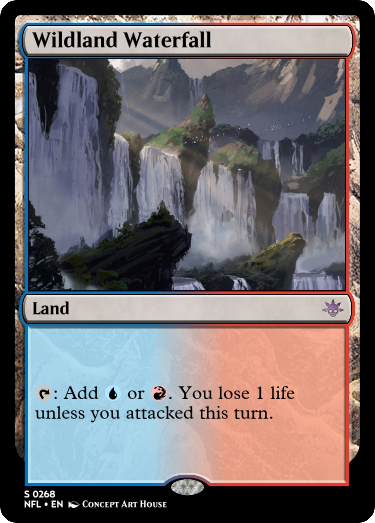 Wildland Waterfall
Land
: Add or . You lose 1 life
unless you attacked this turn.
S 0268
NFL • EN Concept Art House